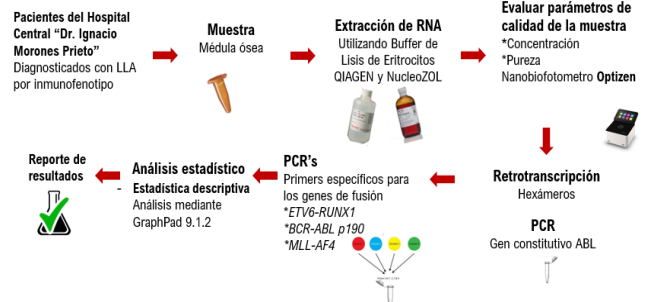 Pacientes del Hospital
Central “Dr. Ignacio
Morones Prieto”
Diagnosticados con LLA
por inmunofenotipo
Muestra
Médula ósea
Extracción de RNA
Utilizando Buffer de
Lisis de Eritrocitos
QIAGEN y NucleoZOL
Evaluar parámetros de
calidad de la muestra
*Concentración
*Pureza
Nanobiofotometro Optizen
Retrotranscripción
Hexámeros
PCR
Gen constitutivo ABL
PCR’s
Primers específicos para
los genes de fusión
*ETV6-RUNX1
*BCR-ABL p190
*MLL-AF4
Análisis estadístico
- Estadística descriptiva
Análisis mediante
GraphPad 9.1.2
Reporte de
resultados